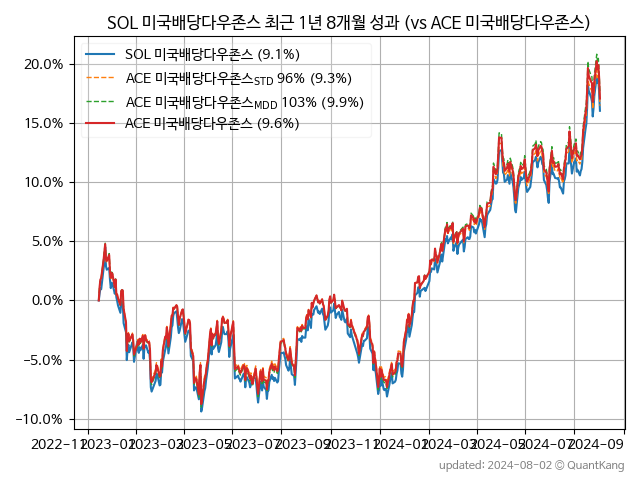 SOL 미국배당다우존스 최근 1년 8개월 성과 (vs ACE 미국배당다우존스)
SOL 미국배당다우존스 (9.1%)
ACE 미국배당다우존스STD 96% (9.3%)
ACE 미국배당다우존스MDD 103% (9.9%)
ACE 미국배당다우존스 (9.6%)
20.0%
15.0%
10.0%
5.0%
0.0%
−5.0%
−10.0%
2022-11 2023-01 2023-03 2023-05 2023-07 2023-09 2023-11 2024-01 2024-03 2024-05 2024-07 2024-09
updated: 2024-08-02 © QuantKang